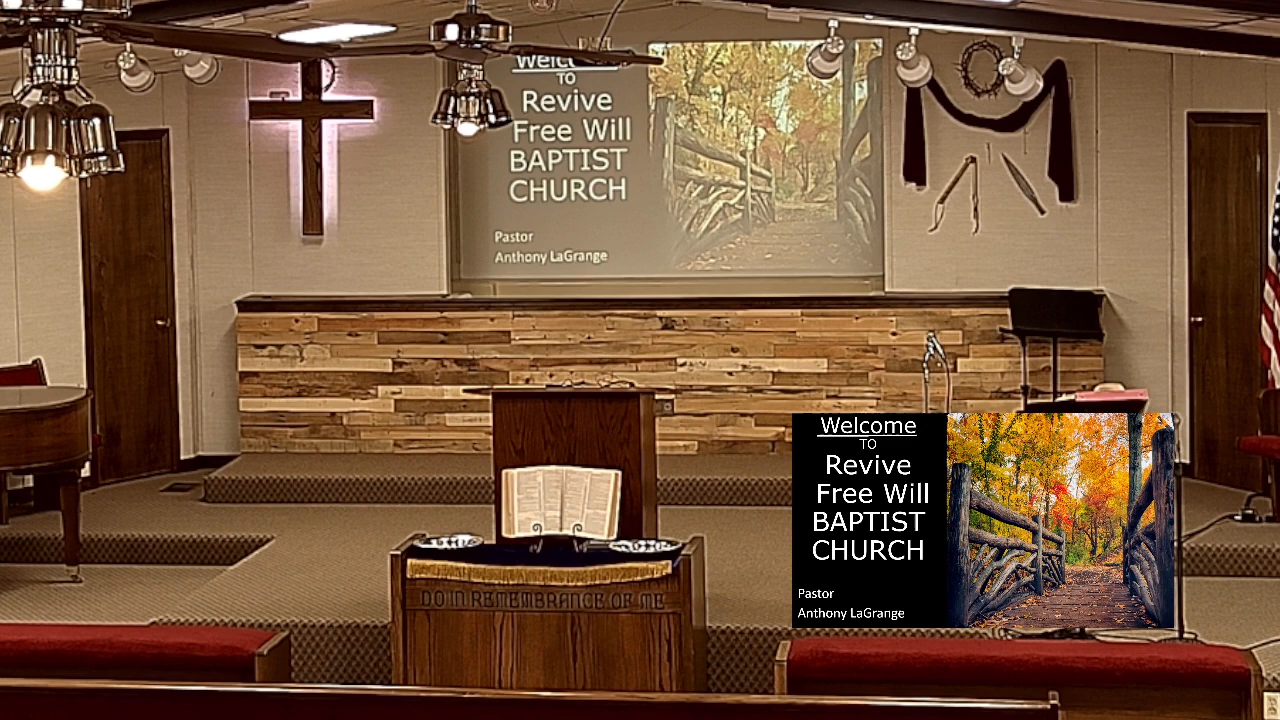 Welcome
TO
Revive
Free Will
BAPTIST
CHURCH
Pastor
Anthony LaGrange
DO IN REMEMBRANCE OF ME
Welcome
TO
Revive
Free Will
BAPTIST
CHURCH
Pastor
Anthony LaGrange